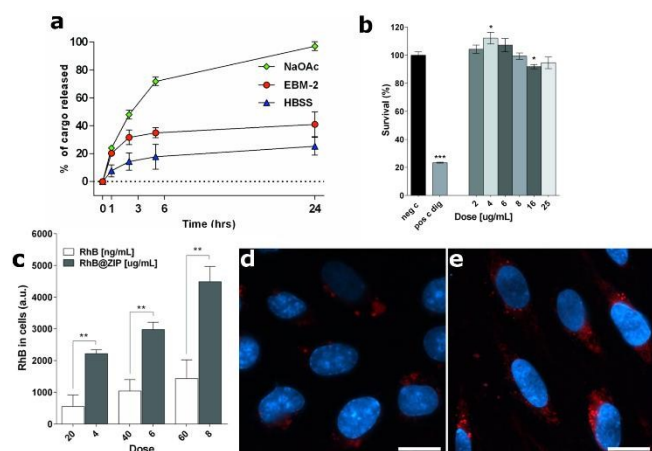 a
% of cargo released
100
80
60
40
20
0
NaOAc
EBM-2
HBSS
0 1 3 6 24
Time (hrs)
b
Survival (%)
120
100
80
60
40
20
0
*
*
***
neg c
pos c dig
2
4
6
8
16
25
Dose [ug/mL]
c
RhB in cells (a.u.)
6000
5000
4000
3000
2000
1000
0
RhB [ng/mL]
RhB@ZIP [ug/mL]
**
**
**
20 4 40 6 60 8
Dose
d
e